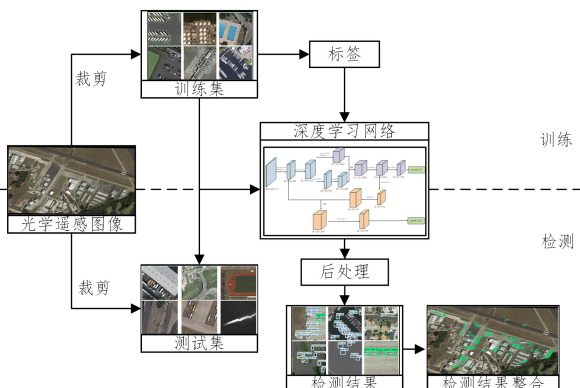 标签
裁剪
训练集
深度学习网络
训练
光学遥感图像
检测
后处理
裁剪
测试集
检测结果
检测结果整合